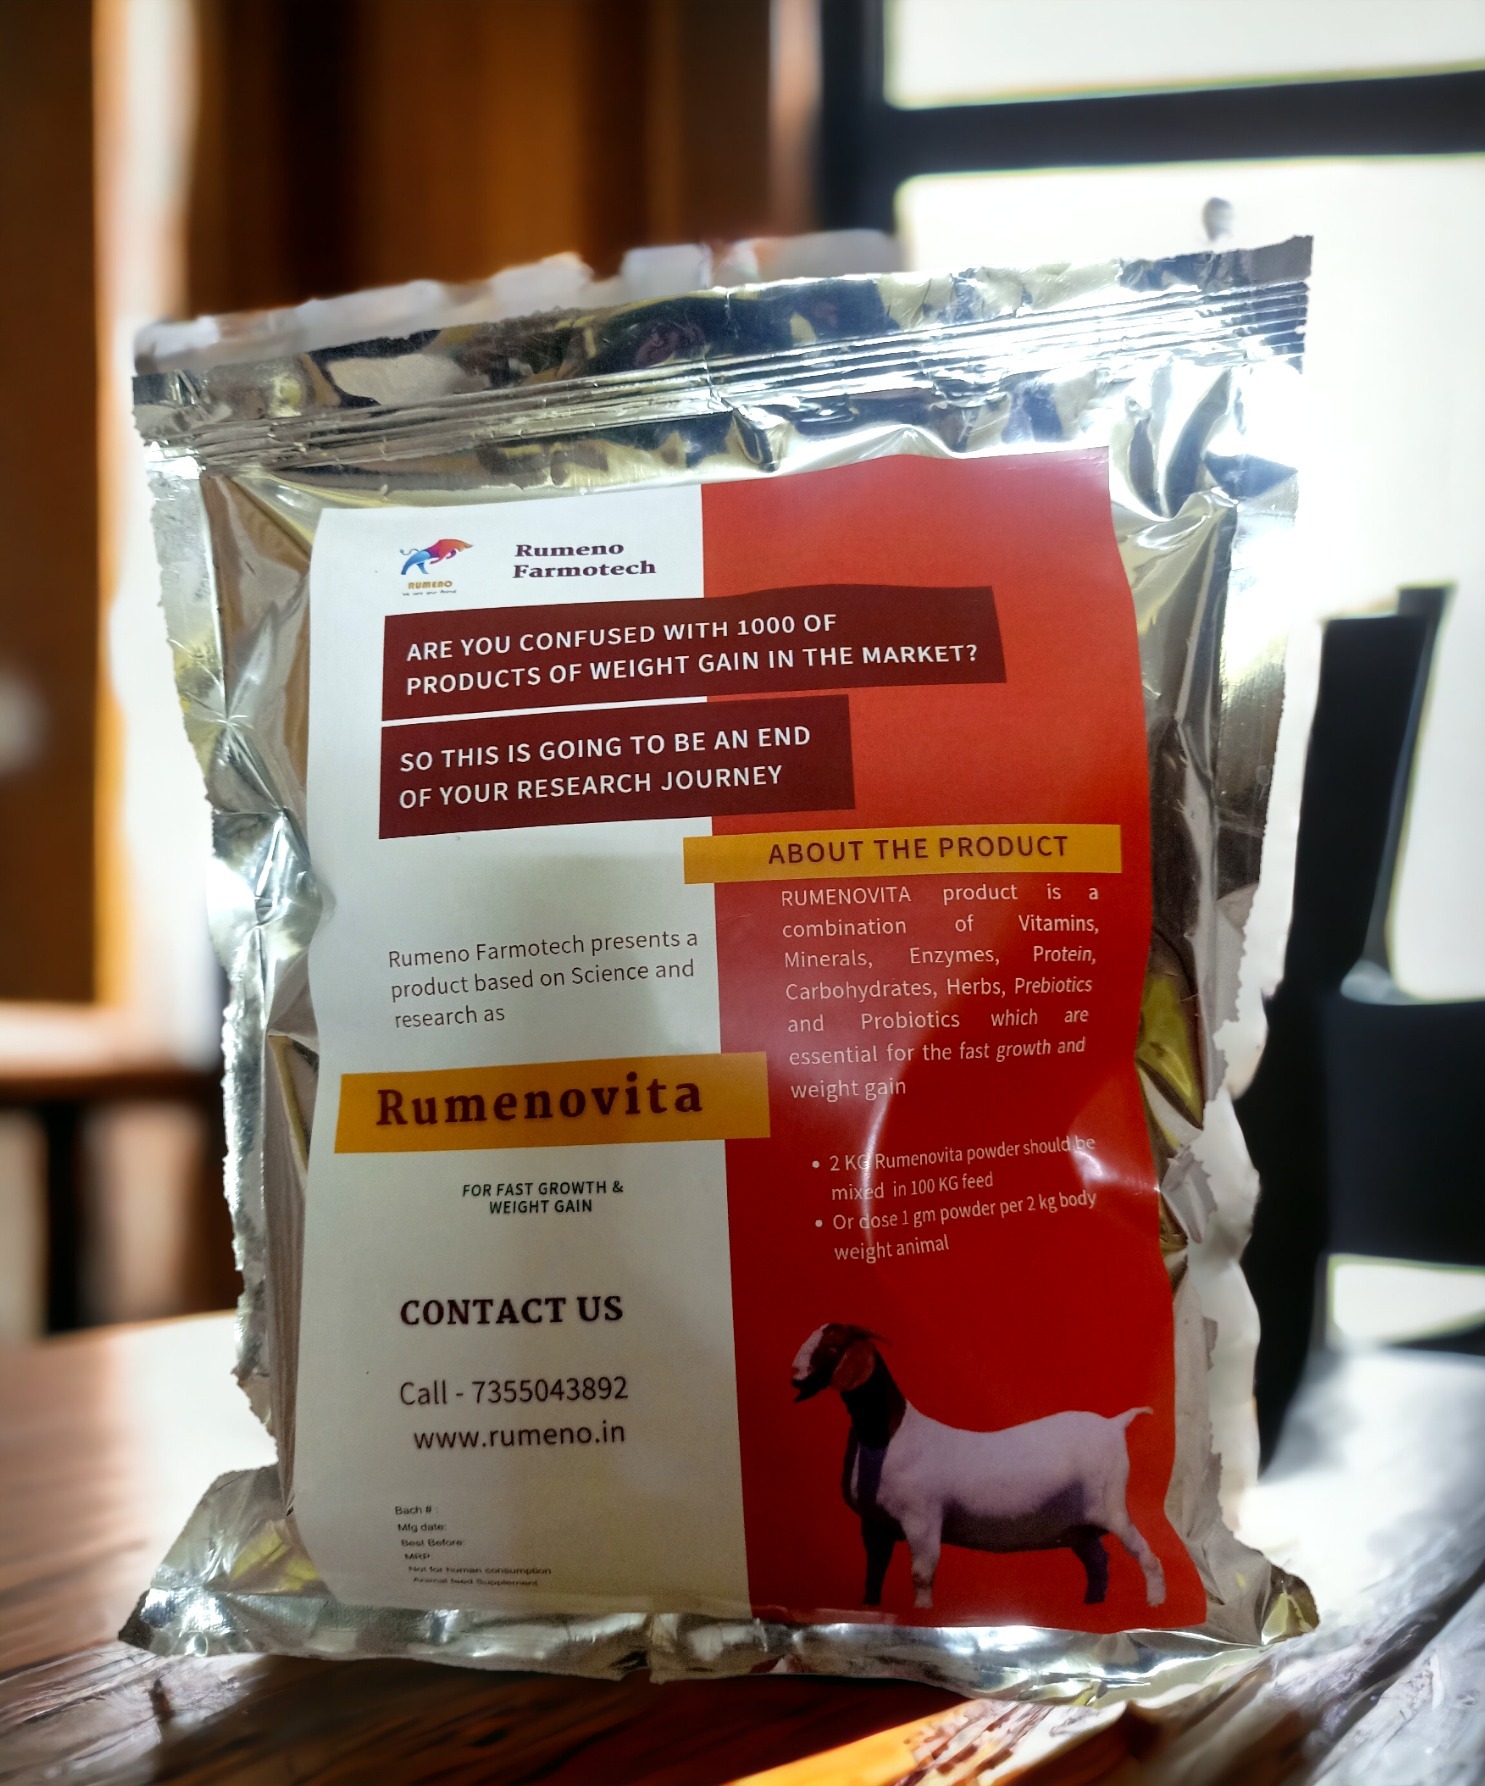 RUMENO
Rumeno
Farmotech
ARE YOU CONFUSED WITH 1000 OF
PRODUCTS OF WEIGHT GAIN IN THE MARKET?
SO THIS IS GOING TO BE AN END
OF YOUR RESEARCH JOURNEY
Rumeno Farmotech presents a
product based on Science and
research as
Rumenovita
FOR FAST GROWTH &
WEIGHT GAIN
CONTACT US
Call - 7355043892
www.rumeno.in
Bach # :
Mfg date:
Best Before:
MRP
Not for human consumption
Animal feed Supplement
ABOUT THE PRODUCT
RUMENOVITA product is a
combination of Vitamins,
Minerals, Enzymes, Protein,
Carbohydrates, Herbs, Prebiotics
and Probiotics which are
essential for the fast growth and
weight gain
• 2 KG Rumenovita powder should be
mixed in 100 KG feed
• Or dose 1 gm powder per 2 kg body
weight animal